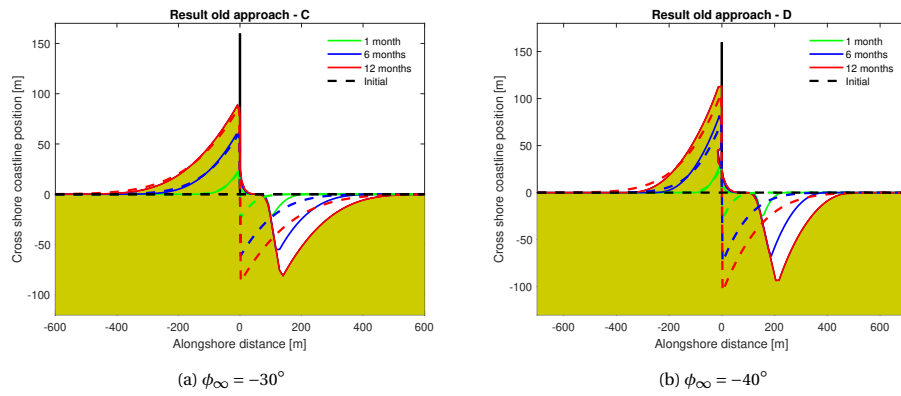 Result old approach - C
Cross shore coastline position [m]
150
100
50
0
-50
-100
1 month
6 months
12 months
Initial
-600
-400
-200
0
200
400
600
Alongshore distance [m]
(a) ϕ∞ = −30°
Result old approach - D
Cross shore coastline position [m]
150
100
50
0
-50
-100
1 month
6 months
12 months
Initial
-600
-400
-200
0
200
400
600
Alongshore distance [m]
(b) ϕ∞ = −40°